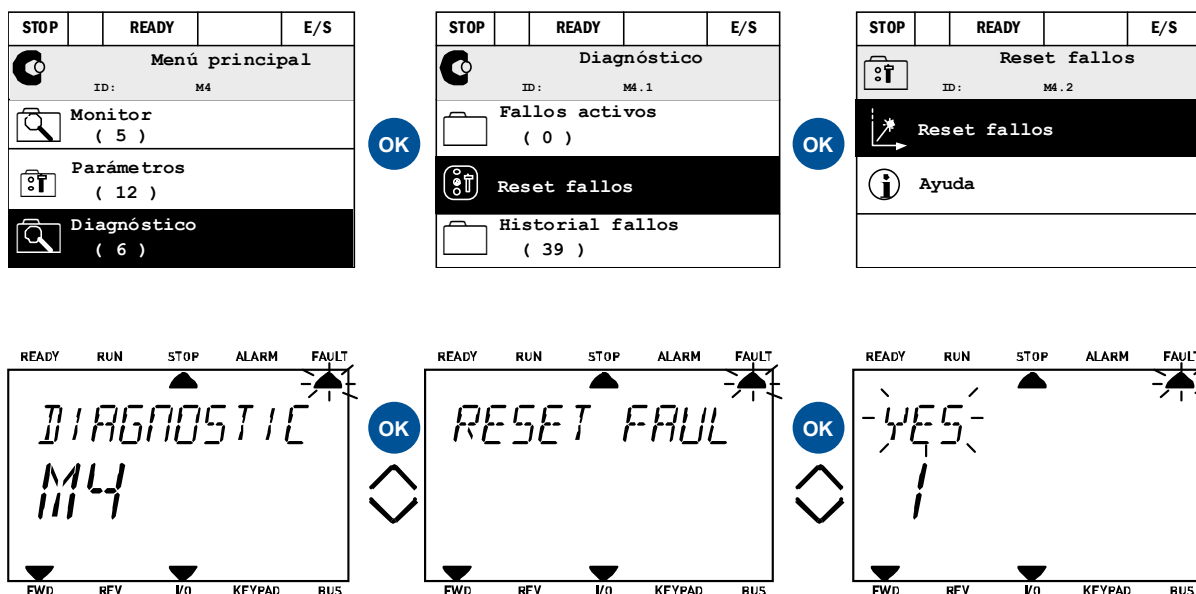 STOP READY E/S
Menú principal
ID: M4
Monitor
( 5 )
Parámetros
( 12 )
Diagnóstico
( 6 )
OK
STOP READY E/S
Diagnóstico
ID: M4.1
Fallos activos
( 0 )
Reset fallos
Historial fallos
( 39 )
OK
STOP READY E/S
Reset fallos
ID: M4.2
Reset fallos
Ayuda
READY RUN STOP ALARM FAULT
DIAGNOSTIC
M4
FWD REV I/O KEYPAD BUS
OK
READY RUN STOP ALARM FAULT
RESET FAUL
FWD REV I/O KEYPAD BUS
OK
READY RUN STOP ALARM FAULT
YES
1
FWD REV I/O KEYPAD BUS